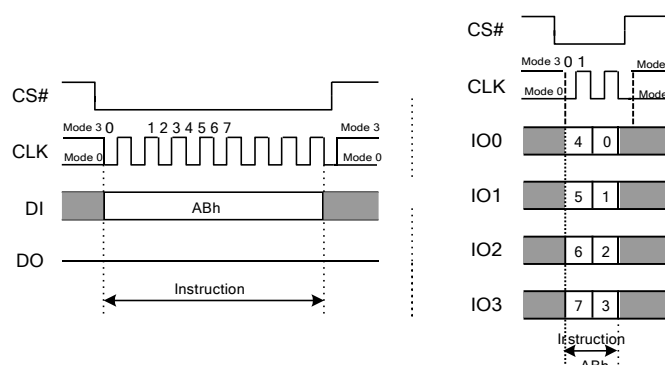 CS#
Mode 3 0 1 2 3 4 5 6 7 Mode 3
CLK
Mode 0 Mode 0
DI ABh
DO
Instruction
CS#
Mode 3 0 1 Mode
CLK
Mode 0 Mode
IO0 4 0
IO1 5 1
IO2 6 2
IO3 7 3
Instruction
ABh